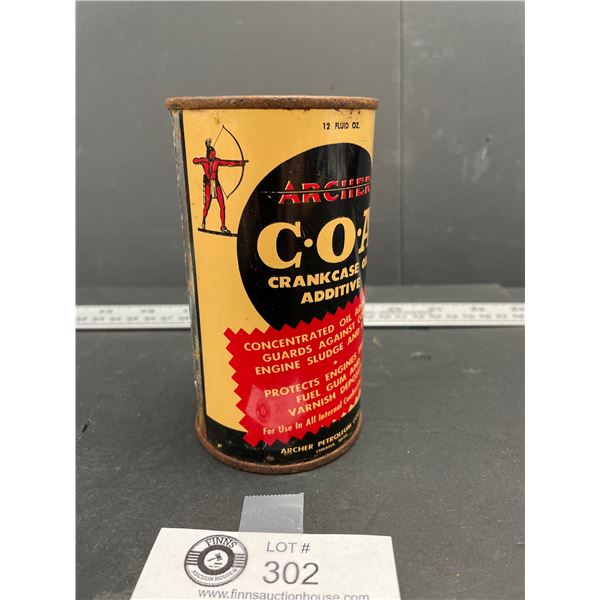 12 FLUID OZ.
ARCHER
C·O·A
CRANKCASE
ADDITIVE
CONCENTRATED OIL
GUARDS AGAINST
ENGINE SLUDGE AND
PROTECTS ENGINES
FUEL GUM AND
VARNISH
For Use In All Internal
ARCHER PETROLEUM
OMAHA
FINNS
AUCTION HOUSE
LOT #
302
www.finnsauctionhouse.com